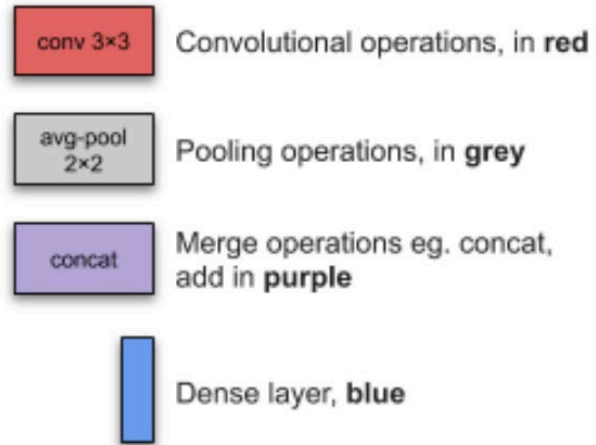 conv 3×3
Convolutional operations, in red
avg-pool
2×2
Pooling operations, in grey
concat
Merge operations eg. concat,
add in purple
Dense layer, blue